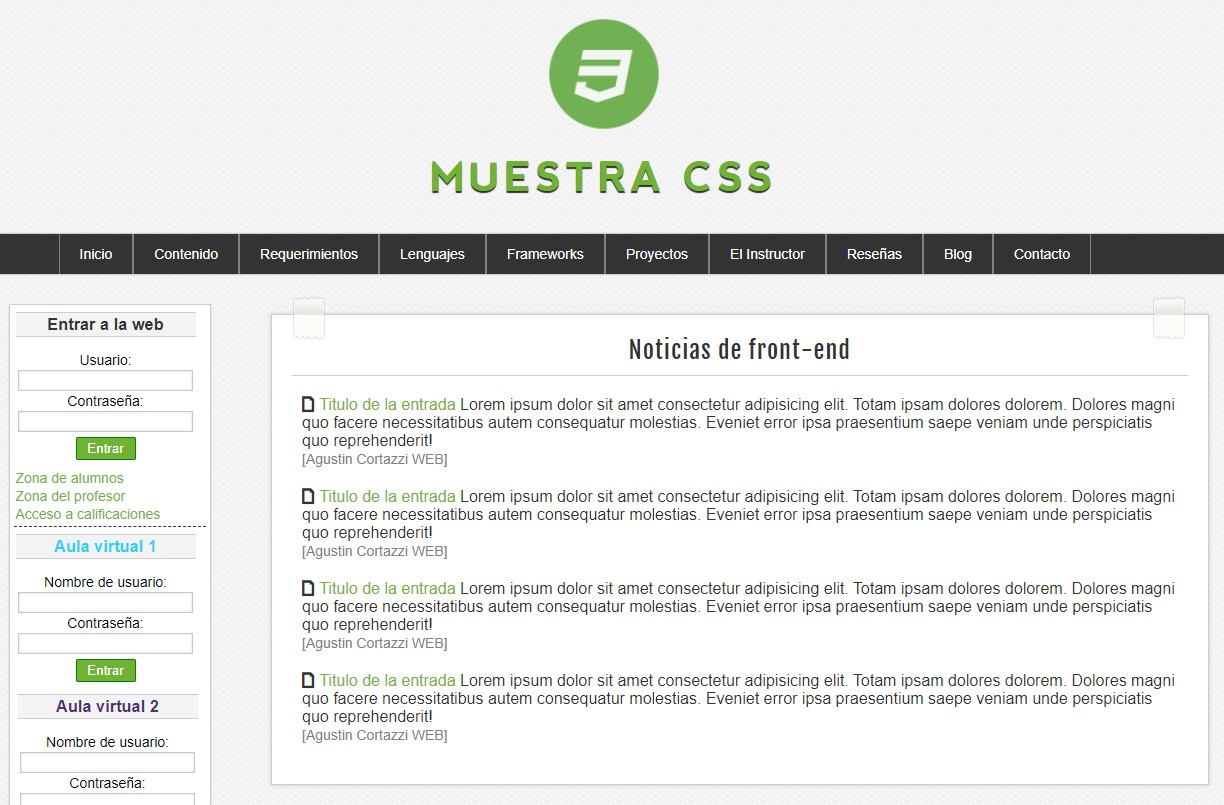 MUESTRA CSS
Inicio
Contenido
Requerimientos
Lenguajes
Frameworks
Proyectos
El Instructor
Reseñas
Blog
Contacto
Entrar a la web
Usuario:
Contraseña:
Entrar
Zona de alumnos
Zona del profesor
Acceso a calificaciones
Aula virtual 1
Nombre de usuario:
Contraseña:
Entrar
Aula virtual 2
Nombre de usuario:
Contraseña:
Noticias de front-end
Titulo de la entrada Lorem ipsum dolor sit amet consectetur adipisicing elit. Totam ipsam dolores dolorem. Dolores magni
quo facere necessitatibus autem consequatur molestias. Eveniet error ipsa praesentium saepe veniam unde perspiciatis
quo reprehenderit!
[Agustin Cortazzi WEB]
Titulo de la entrada Lorem ipsum dolor sit amet consectetur adipisicing elit. Totam ipsam dolores dolorem. Dolores magni
quo facere necessitatibus autem consequatur molestias. Eveniet error ipsa praesentium saepe veniam unde perspiciatis
quo reprehenderit!
[Agustin Cortazzi WEB]
Titulo de la entrada Lorem ipsum dolor sit amet consectetur adipisicing elit. Totam ipsam dolores dolorem. Dolores magni
quo facere necessitatibus autem consequatur molestias. Eveniet error ipsa praesentium saepe veniam unde perspiciatis
quo reprehenderit!
[Agustin Cortazzi WEB]
Titulo de la entrada Lorem ipsum dolor sit amet consectetur adipisicing elit. Totam ipsam dolores dolorem. Dolores magni
quo facere necessitatibus autem consequatur molestias. Eveniet error ipsa praesentium saepe veniam unde perspiciatis
quo reprehenderit!
[Agustin Cortazzi WEB]